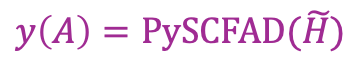 y(A) = PySCFAD(H̃)